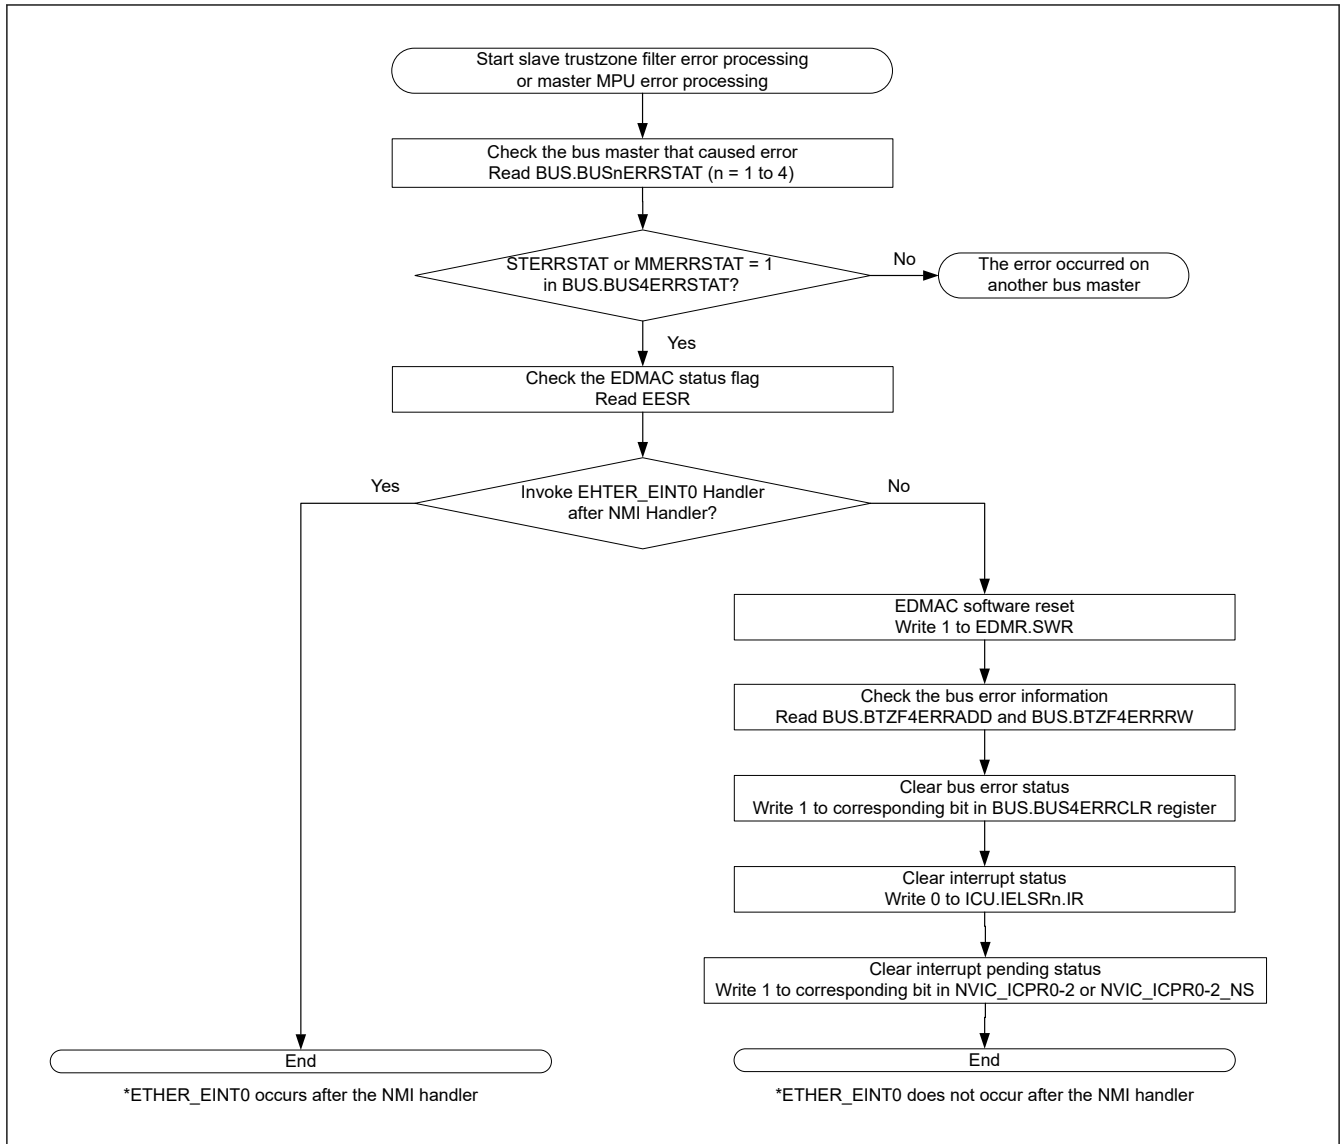 Start slave trustzone filter error processing
or master MPU error processing
Check the bus master that caused error
Read BUS.BUSnERRSTAT (n = 1 to 4)
STERRSTAT or MMERRSTAT = 1
in BUS.BUS4ERRSTAT?
No
The error occurred on
another bus master
Yes
Check the EDMAC status flag
Read EESR
Yes
Invoke EHTER_EINT0 Handler
after NMI Handler?
No
EDMAC software reset
Write 1 to EDMR.SWR
Check the bus error information
Read BUS.BTZF4ERRADD and BUS.BTZF4ERRRW
Clear bus error status
Write 1 to corresponding bit in BUS.BUS4ERRCLR register
Clear interrupt status
Write 0 to ICU.IELSRn.IR
Clear interrupt pending status
Write 1 to corresponding bit in NVIC_ICPR0-2 or NVIC_ICPR0-2_NS
End
*ETHER_EINT0 occurs after the NMI handler
End
*ETHER_EINT0 does not occur after the NMI handler